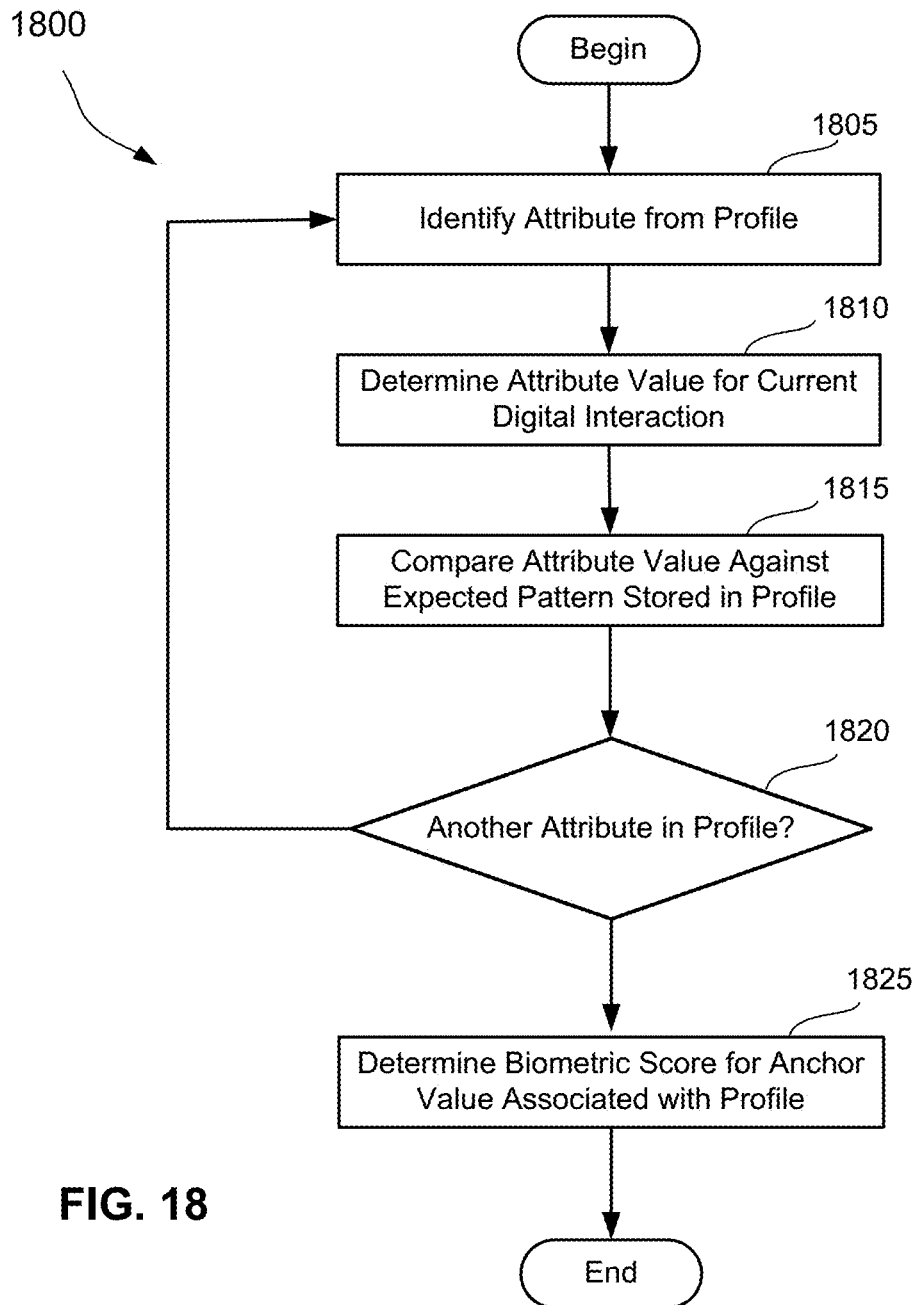 1800
Begin
1805
Identify Attribute from Profile
1810
Determine Attribute Value for Current
Digital Interaction
1815
Compare Attribute Value Against
Expected Pattern Stored in Profile
1820
Another Attribute in Profile?
1825
Determine Biometric Score for Anchor
Value Associated with Profile
FIG. 18
End